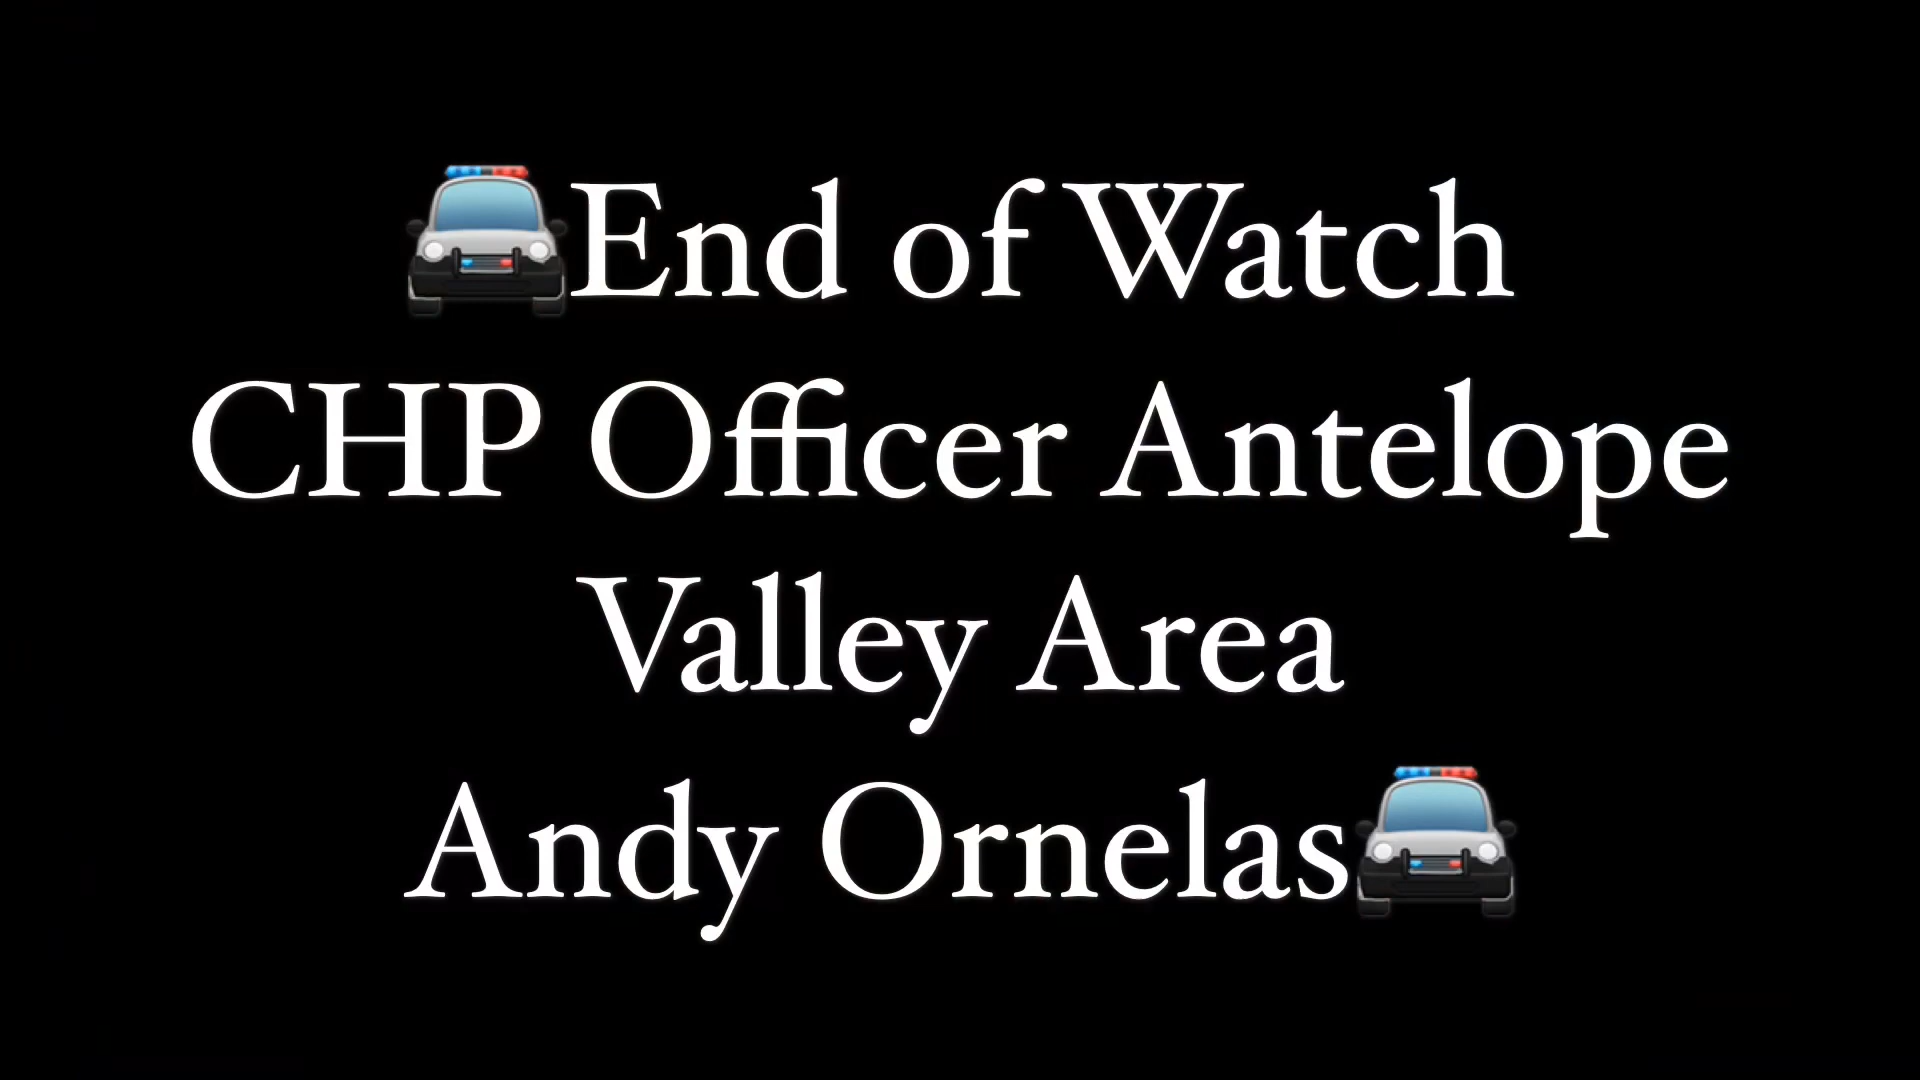 🚔End of Watch
CHP Officer Antelope
Valley Area
Andy Ornelas🚔